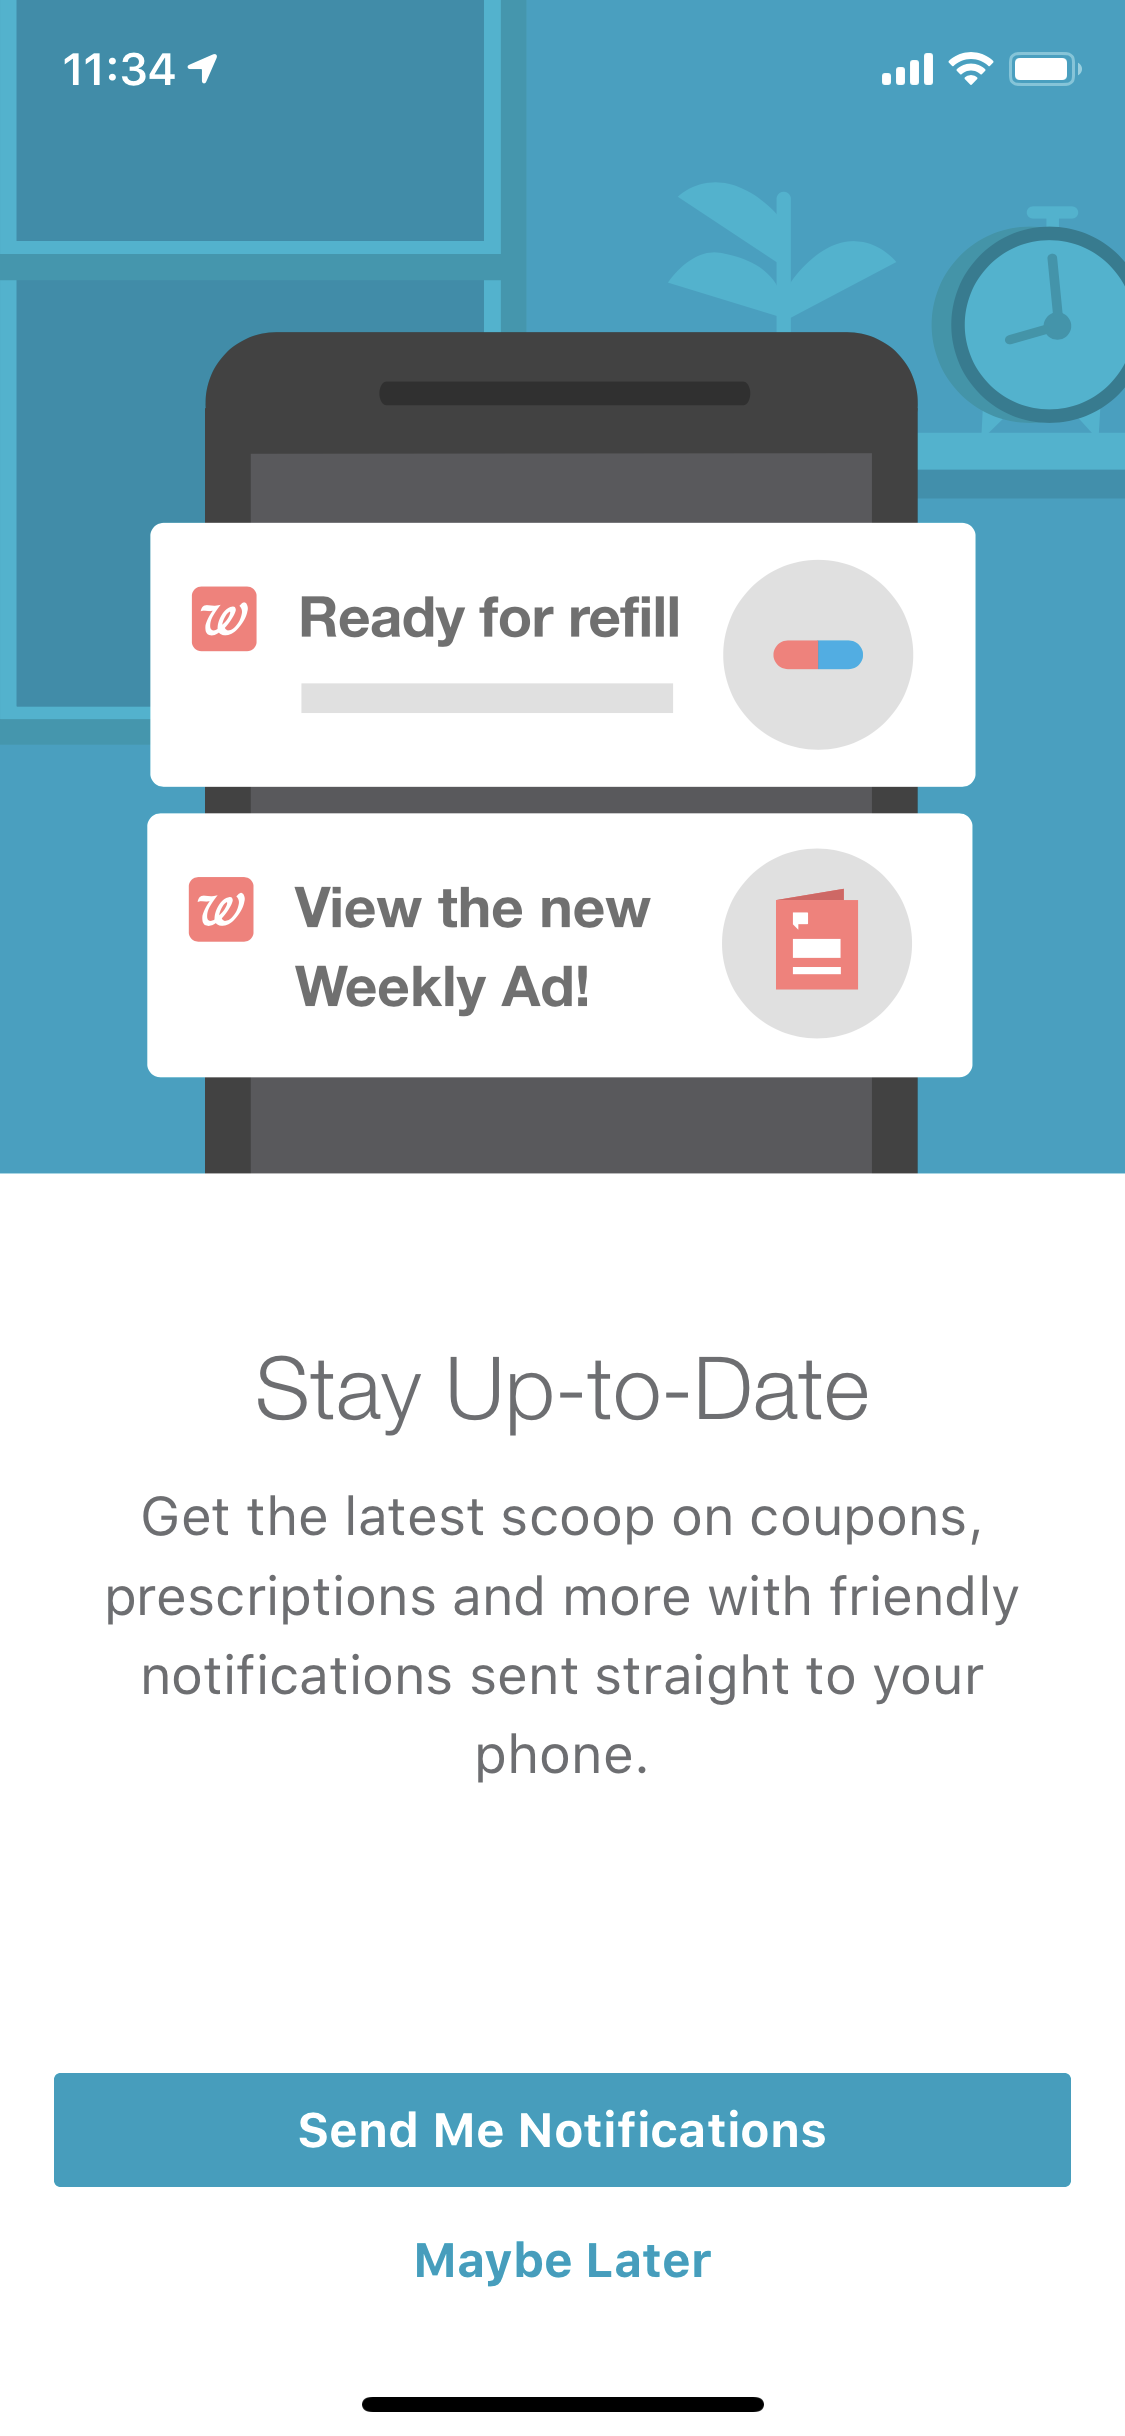 11:34
w
Ready for refill
w
View the new
Weekly Ad!
Stay Up-to-Date
Get the latest scoop on coupons,
prescriptions and more with friendly
notifications sent straight to your
phone.
Send Me Notifications
Maybe Later